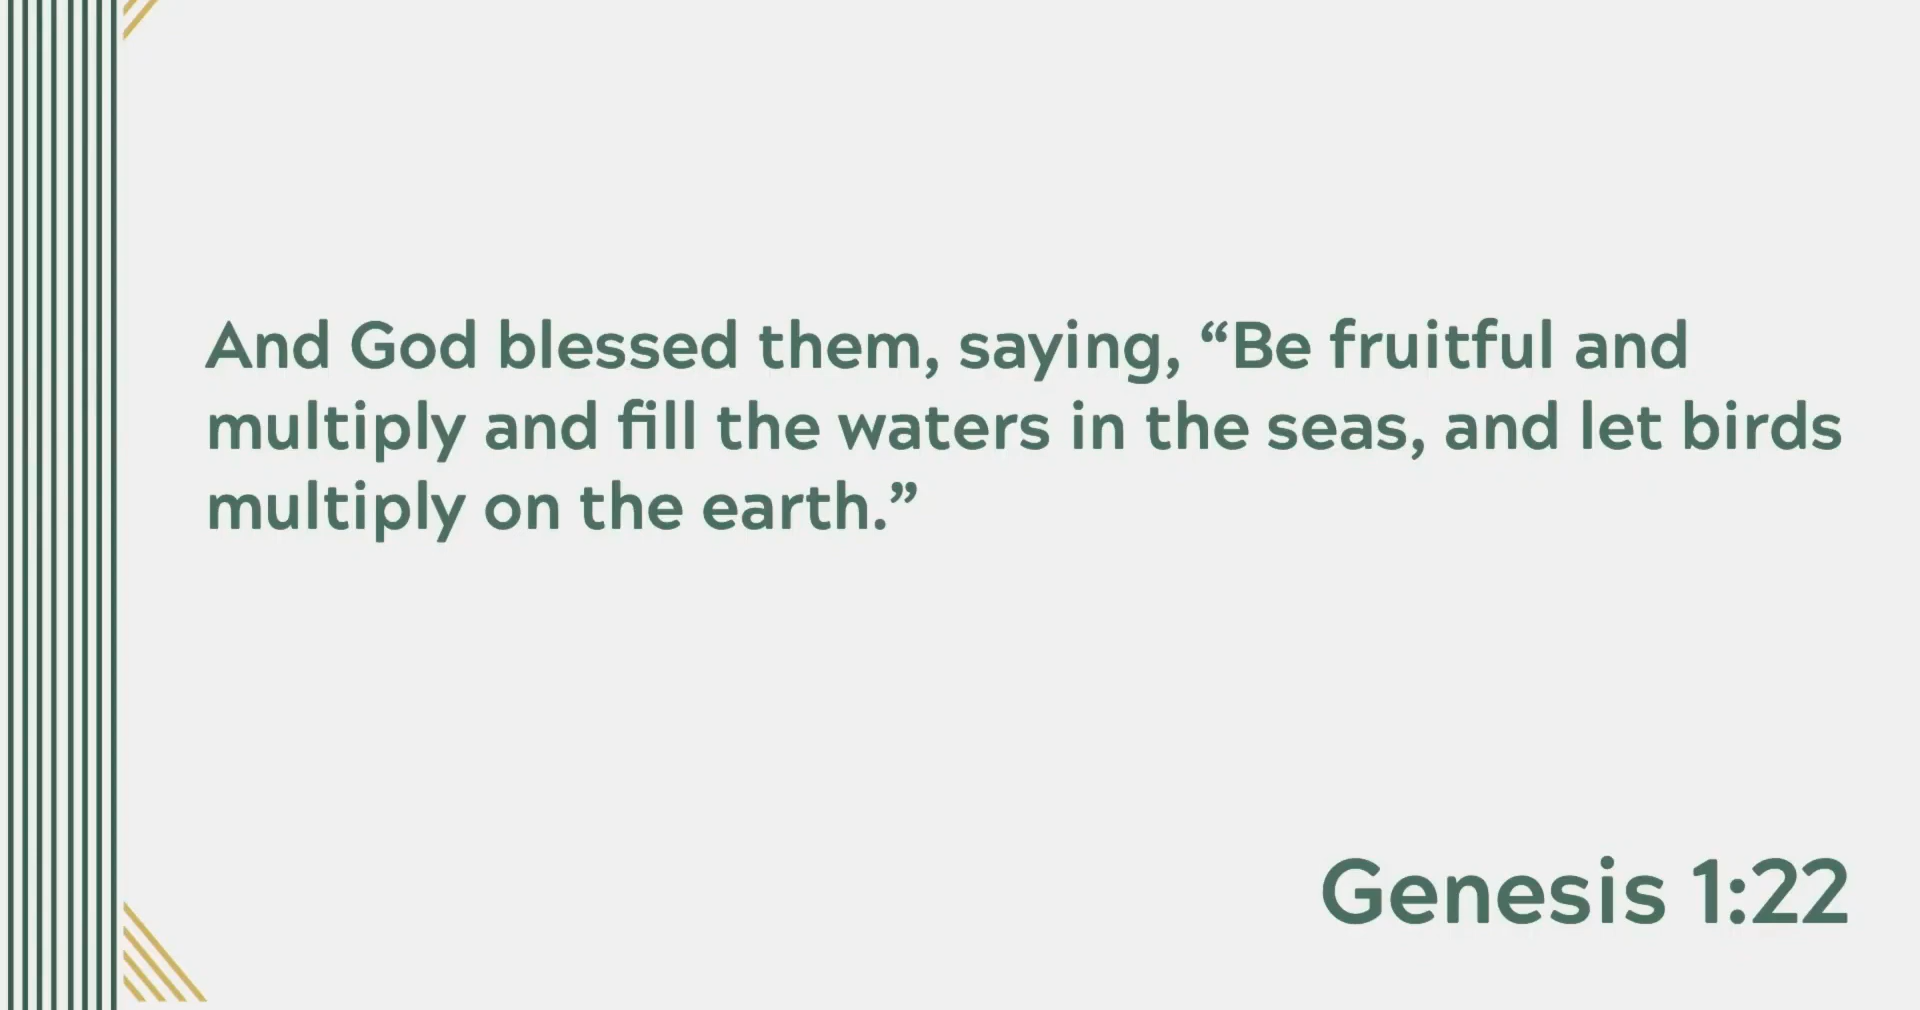 And God blessed them, saying, “Be fruitful and
multiply and fill the waters in the seas, and let birds
multiply on the earth.”
Genesis 1:22